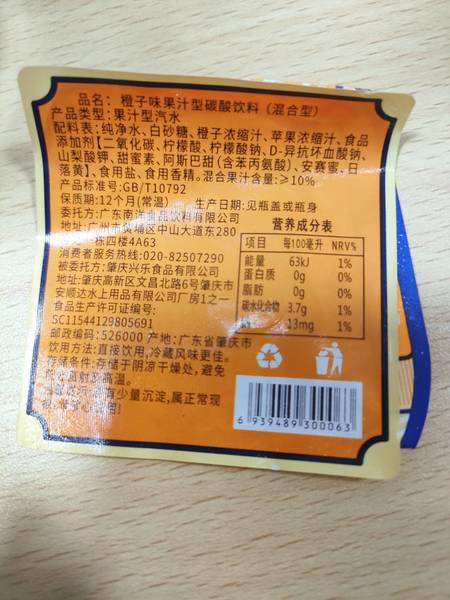 品名：橙子味果汁型碳酸饮料（混合型）
产品类型：果汁型汽水
配料表：纯净水、白砂糖、橙子浓缩汁、苹果浓缩汁、食品
添加剂【二氧化碳、柠檬酸、柠檬酸钠、D-异抗坏血酸钠、
山梨酸钾、甜蜜素、阿斯巴甜（含苯丙氨酸）、安赛蜜、日
落黄】、食用盐、食用香精。混合果汁含量:≥10%
产品标准号:GB/T10792
保质期:12个月(常温) 生产日期:见瓶盖或瓶身
委托方:广东南洋食品饮料有限公司
地址:广州市黄埔区中山大道东280
栋四楼4A63
消费者服务热线:020-82507290
被委托方:肇庆兴乐食品有限公司
地址:肇庆高新区文昌北路6号肇庆市
安顺达水上用品有限公司厂房1之一
食品生产许可证编号:
SC11544129805691
邮政编码:526000 产地:广东省肇庆市
饮用方法:直接饮用,冷藏风味更佳。
条件:存储于阴凉干燥处,避免
高温。
有少量沉淀,属正常现
营养成分表
项目 每100毫升 NRV%
能量 63kJ 1%
蛋白质 0g 0%
脂肪 0g 0%
碳水化合物 3.7g 1%
13mg 1%
6 939489 300063